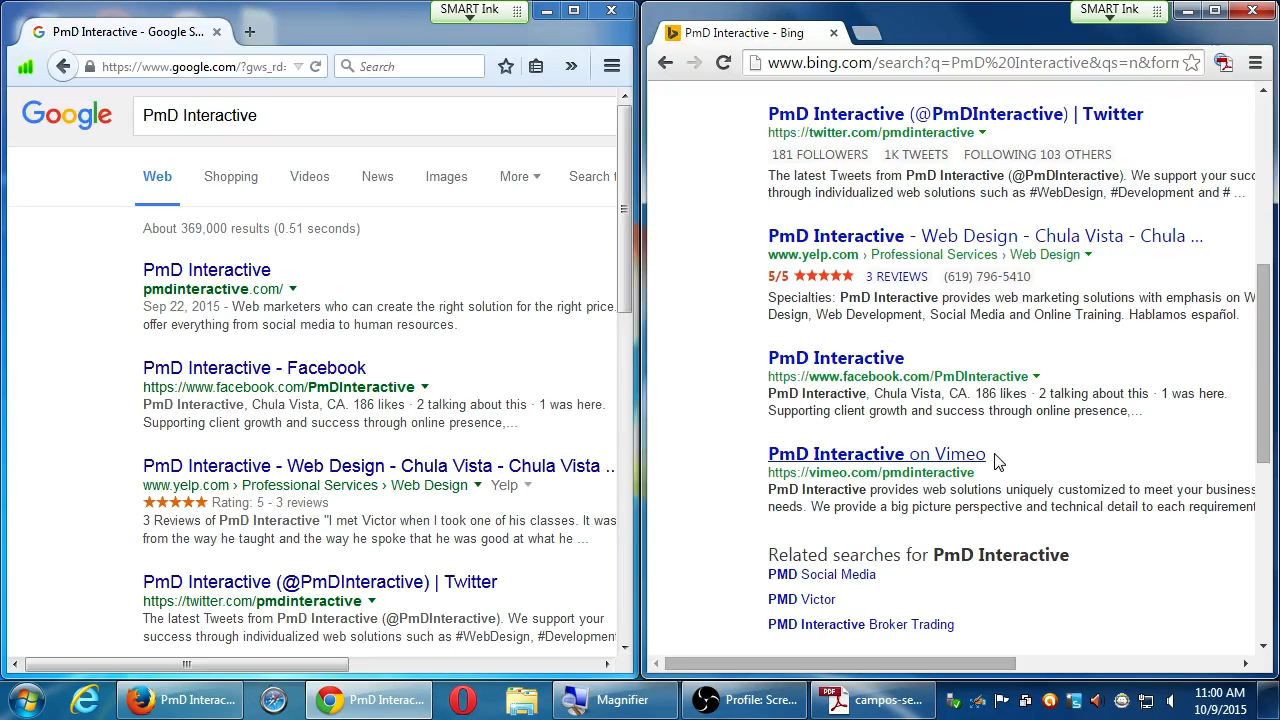 SMART Ink
PmD Interactive - Google S...
https://www.google.com/?gws_rd=
Search
Google
PmD Interactive
Web
Shopping
Videos
News
Images
More
Search t
About 369,000 results (0.51 seconds)
PmD Interactive
pmdinteractive.com/
Sep 22, 2015 - Web marketers who can create the right solution for the right price.
offer everything from social media to human resources.
PmD Interactive - Facebook
https://www.facebook.com/PmDInteractive
PmD Interactive, Chula Vista, CA. 186 likes · 2 talking about this · 1 was here.
Supporting client growth and success through online presence,...
PmD Interactive - Web Design - Chula Vista - Chula Vista ...
www.yelp.com › Professional Services › Web Design
Yelp
Rating: 5 - 3 reviews
3 Reviews of PmD Interactive "I met Victor when I took one of his classes. It was
from the way he taught and the way he spoke that he was good at what he ...
PmD Interactive (@PmDInteractive) | Twitter
https://twitter.com/pmdinteractive
The latest Tweets from PmD Interactive (@PmDInteractive). We support your
success through individualized web solutions such as #WebDesign, #Development
SMART Ink
PmD Interactive - Bing
www.bing.com/search?q=PmD%20Interactive&qs=n&form
PmD Interactive (@PmDInteractive) | Twitter
https://twitter.com/pmdinteractive
181 FOLLOWERS 1K TWEETS FOLLOWING 103 OTHERS
The latest Tweets from PmD Interactive (@PmDInteractive). We support your succ
through individualized web solutions such as #WebDesign, #Development and # ...
PmD Interactive - Web Design - Chula Vista - Chula ...
www.yelp.com › Professional Services › Web Design
5/5 3 REVIEWS (619) 796-5410
Specialties: PmD Interactive provides web marketing solutions with emphasis on W
Design, Web Development, Social Media and Online Training. Hablamos español.
PmD Interactive
https://www.facebook.com/PmDInteractive
PmD Interactive, Chula Vista, CA. 186 likes · 2 talking about this · 1 was here.
Supporting client growth and success through online presence,...
PmD Interactive on Vimeo
https://vimeo.com/pmdinteractive
PmD Interactive provides web solutions uniquely customized to meet your business
needs. We provide a big picture perspective and technical detail to each requirement
Related searches for PmD Interactive
PMD Social Media
PMD Victor
PMD Interactive Broker Trading
PmD Interac...
PmD Interac...
Magnifier
Profile: Scre...
PDF
campos-se...
11:00 AM
10/9/2015